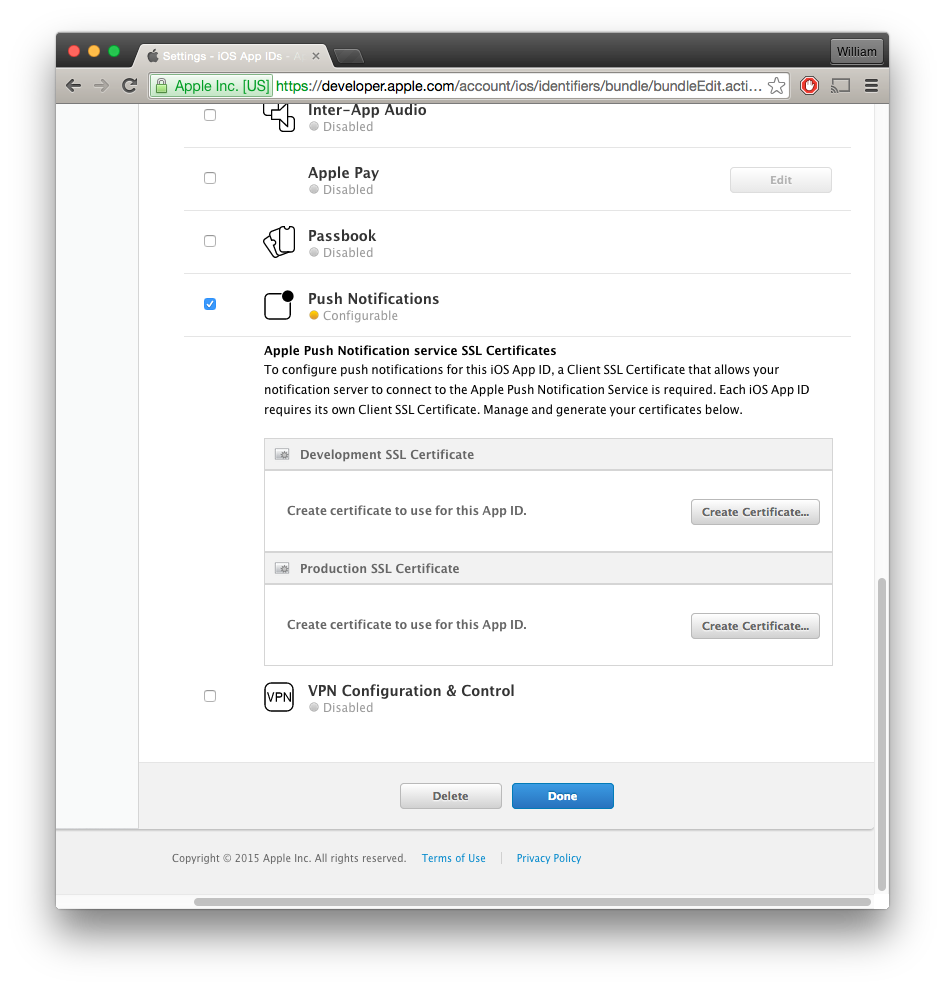 Settings - iOS App IDs - A
William
Apple Inc. [US] https://developer.apple.com/account/ios/identifiers/bundle/bundleEdit.acti...
Inter-App Audio
Disabled
Apple Pay
Disabled
Edit
Passbook
Disabled
Push Notifications
Configurable
Apple Push Notification service SSL Certificates
To configure push notifications for this iOS App ID, a Client SSL Certificate that allows your
notification server to connect to the Apple Push Notification Service is required. Each iOS App ID
requires its own Client SSL Certificate. Manage and generate your certificates below.
Development SSL Certificate
Create certificate to use for this App ID.
Create Certificate...
Production SSL Certificate
Create certificate to use for this App ID.
Create Certificate...
VPN
VPN Configuration & Control
Disabled
Delete
Done
Copyright © 2015 Apple Inc. All rights reserved. Terms of Use Privacy Policy